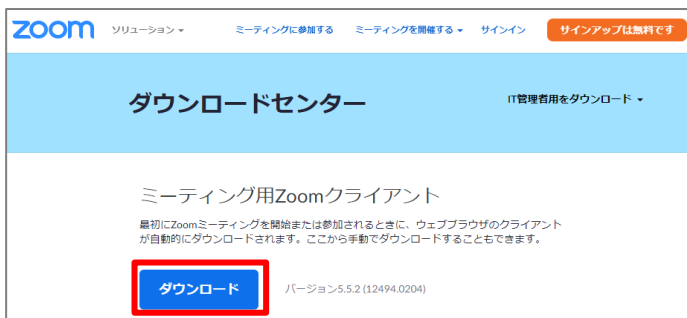 zoom ソリューション ミーティングに参加する ミーティングを開催する サインイン サインアップは無料です
ダウンロードセンター IT管理者用をダウンロード
ミーティング用Zoomクライアント
最初にZoomミーティングを開始または参加されるときに、ウェブブラウザのクライアント
が自動的にダウンロードされます。ここから手動でダウンロードすることもできます。
ダウンロード バージョン5.5.2 (12494.0204)